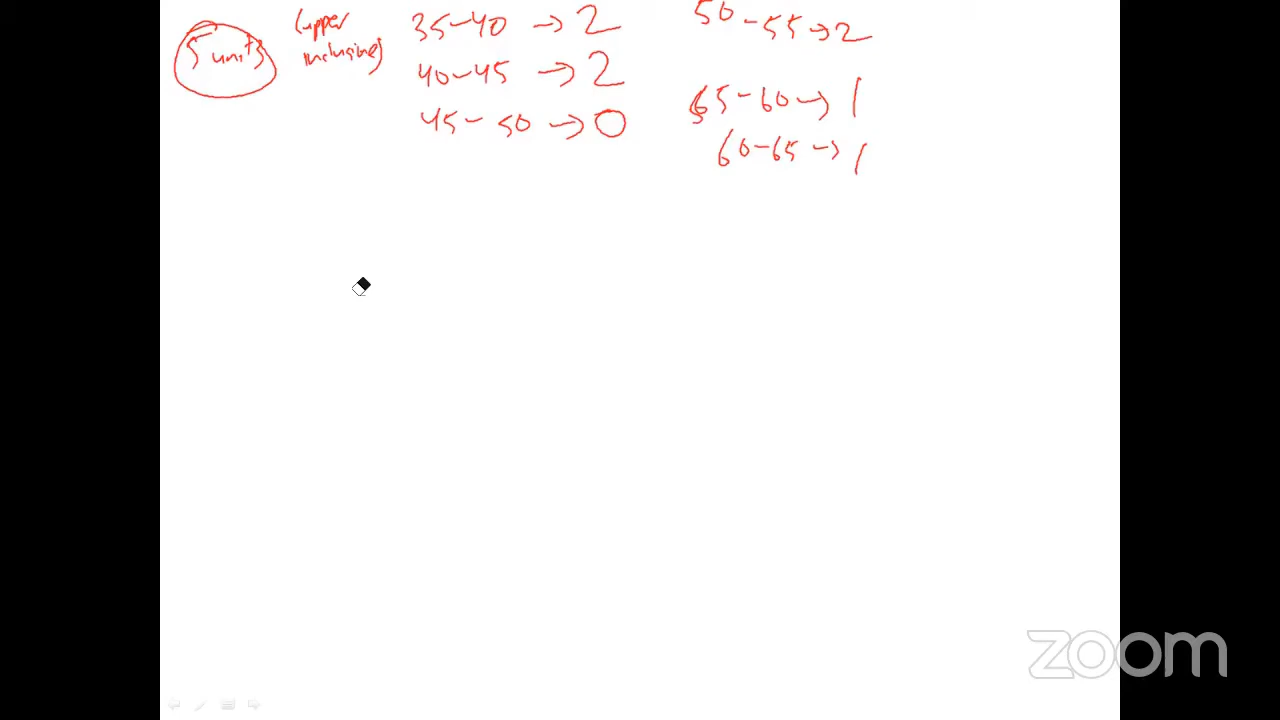 5 units
(upper
inclusive)
35-40 → 2
40-45 → 2
45-50 → 0
50-55 → 2
55-60 → 1
60-65 → 1
zoom